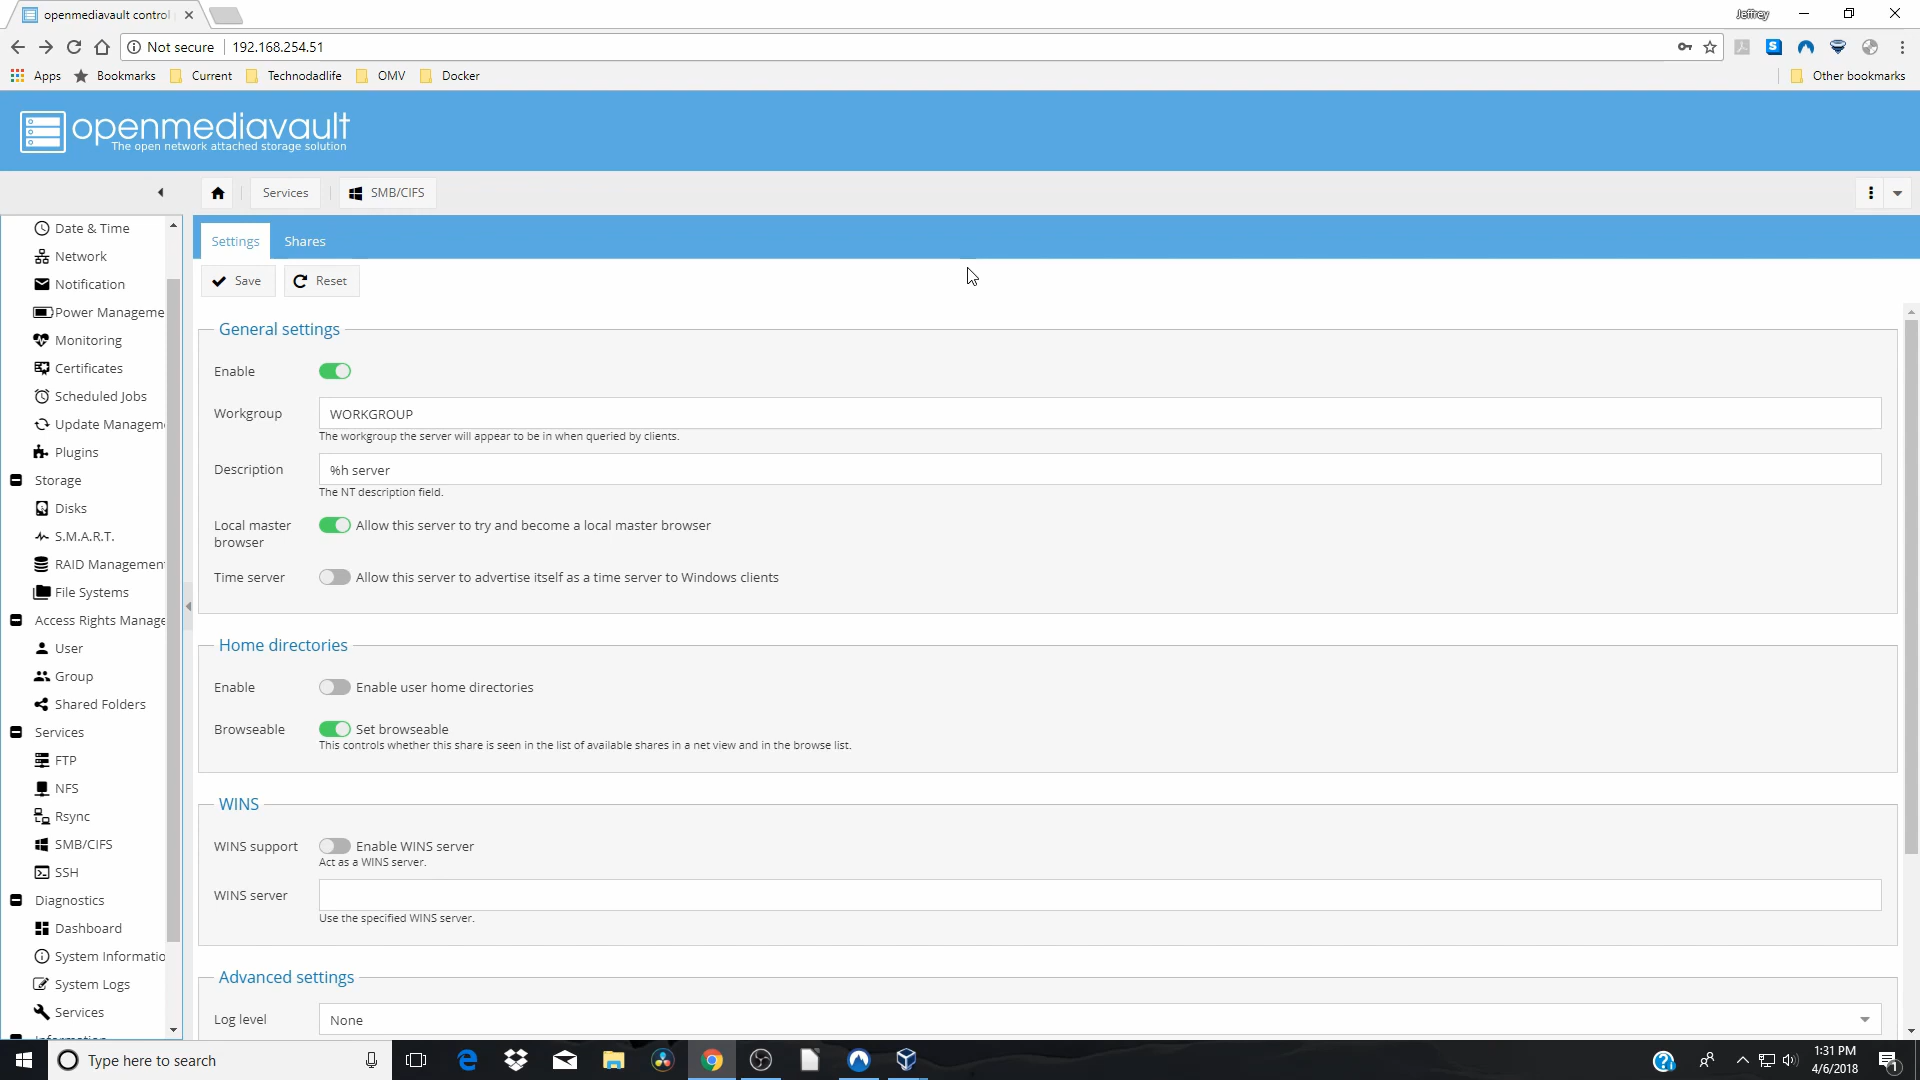 openmediavault control
Jeffrey
Not secure
192.168.254.51
Apps
Bookmarks
Current
Technodadlife
OMV
Docker
Other bookmarks
openmediavault
The open network attached storage solution
Services
SMB/CIFS
Date & Time
Network
Notification
Power Manageme
Monitoring
Certificates
Scheduled Jobs
Update Managem
Plugins
Storage
Disks
S.M.A.R.T.
RAID Managemen
File Systems
Access Rights Manage
User
Group
Shared Folders
Services
FTP
NFS
Rsync
SMB/CIFS
SSH
Diagnostics
Dashboard
System Informatio
System Logs
Services
Settings
Shares
Save
Reset
General settings
Enable
Workgroup
WORKGROUP
The workgroup the server will appear to be in when queried by clients.
Description
%h server
The NT description field.
Local master
browser
Allow this server to try and become a local master browser
Time server
Allow this server to advertise itself as a time server to Windows clients
Home directories
Enable
Enable user home directories
Browseable
Set browseable
This controls whether this share is seen in the list of available shares in a net view and in the browse list.
WINS
WINS support
Enable WINS server
Act as a WINS server.
WINS server
Use the specified WINS server.
Advanced settings
Log level
None
Type here to search
1:31 PM
4/6/2018
1